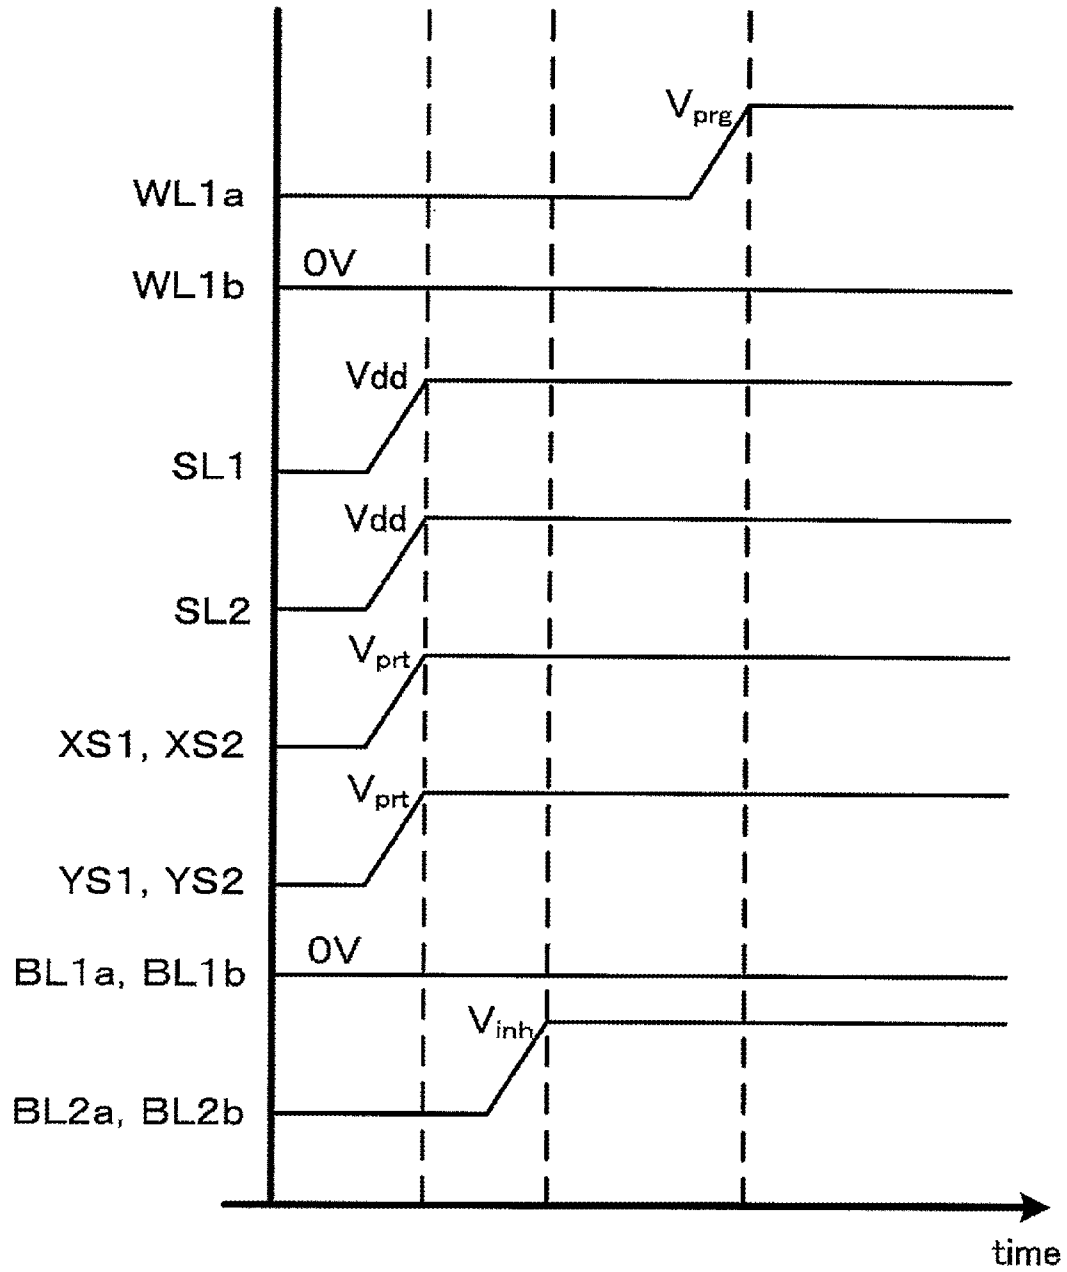 Vprg
WL1a
0V
WL1b
Vdd
SL1
Vdd
SL2
Vprt
XS1, XS2
Vprt
YS1, YS2
0V
BL1a, BL1b
Vinh
BL2a, BL2b
time